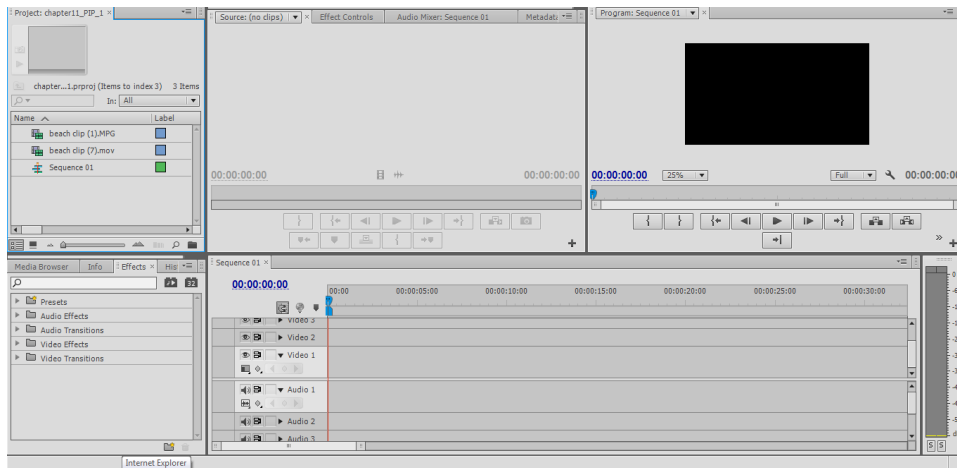 Project: chapter11_PIP_1 ×
chapter...1.prproj (Items to index3) 3 Items
In: All
Name Label
beach clip (1).MPG
beach clip (7).mov
Sequence 01
Source: (no clips) × Effect Controls Audio Mixer: Sequence 01 Metadata
00:00:00:00 00:00:00:00
Program: Sequence 01 ×
00:00:00:00 25% Full 00:00:00:00
Media Browser Info Effects × His
32
Presets
Audio Effects
Audio Transitions
Video Effects
Video Transitions
Sequence 01 ×
00:00:00:00
00:00 00:00:05:00 00:00:10:00 00:00:15:00 00:00:20:00 00:00:25:00 00:00:30:00
Video 3
Video 2
Video 1
Audio 1
Audio 2
Audio 3
0
S S
Internet Explorer